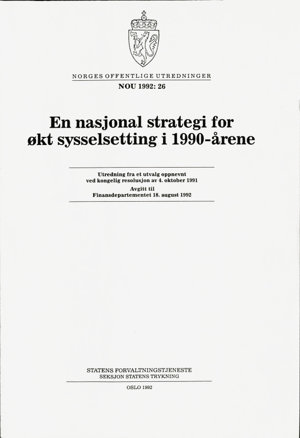 NORGES OFFENTLIGE UTREDNINGER
NOU 1992: 26
En nasjonal strategi for
økt sysselsetting i 1990-årene
Utredning fra et utvalg oppnevnt
ved kongelig resolusjon av 4. oktober 1991
Avgitt til
Finansdepartementet 18. august 1992
STATENS FORVALTNINGSTJENESTE
SEKSJON STATENS TRYKNING
OSLO 1992